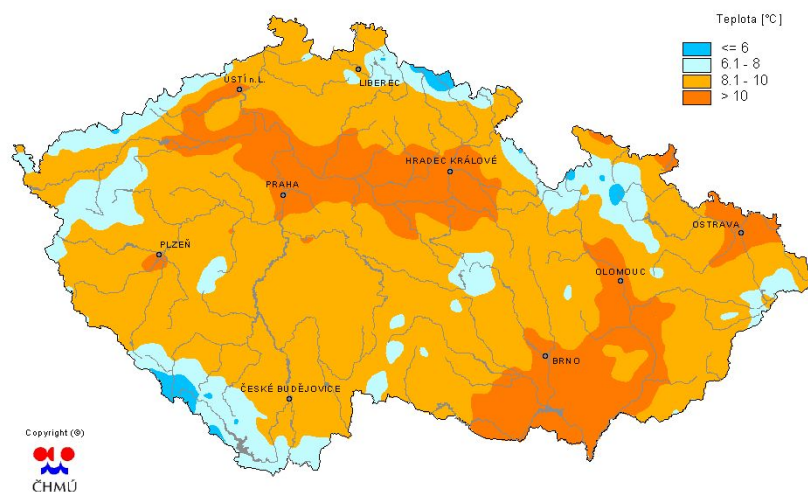 Teplota [°C]
<= 6
6.1 - 8
8.1 - 10
> 10
ÚSTÍ n.L.
LIBEREC
HRADEC KRÁLOVÉ
PRAHA
OSTRAVA
PLZEŇ
OLOMOUC
BRNO
ČESKÉ BUDĚJOVICE
Copyright (©)
ČHMÚ